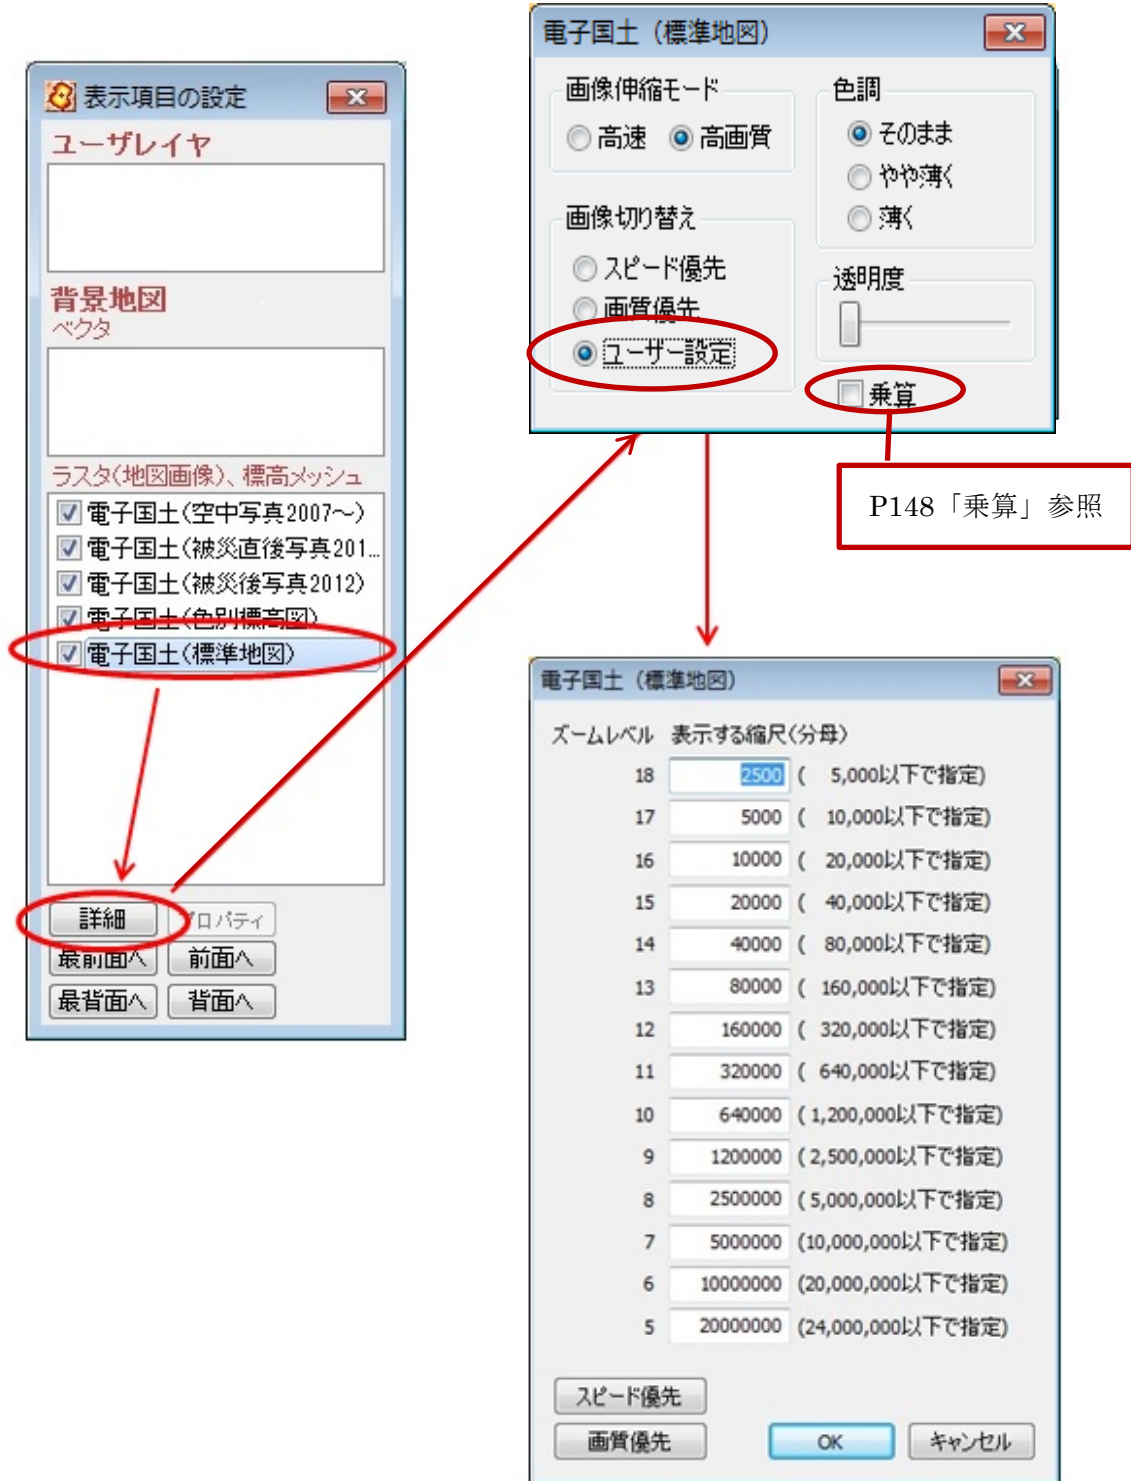 表示項目の設定
ユーザレイヤ
背景地図
ベクタ
ラスタ(地図画像)、標高メッシュ
電子国土(空中写真2007～)
電子国土(被災直後写真201...
電子国土(被災後写真2012)
電子国土(色別標高図)
電子国土(標準地図)
詳細 プロパティ
最前面へ 前面へ
最背面へ 背面へ
電子国土（標準地図）
画像伸縮モード
高速 高画質
画像切り替え
スピード優先
画質優先
ユーザー設定
色調
そのまま
やや薄く
薄く
透明度
乗算
P148「乗算」参照
電子国土（標準地図）
ズームレベル 表示する縮尺(分母)
18 2500 ( 5,000以下で指定)
17 5000 ( 10,000以下で指定)
16 10000 ( 20,000以下で指定)
15 20000 ( 40,000以下で指定)
14 40000 ( 80,000以下で指定)
13 80000 ( 160,000以下で指定)
12 160000 ( 320,000以下で指定)
11 320000 ( 640,000以下で指定)
10 640000 ( 1,200,000以下で指定)
9 1200000 ( 2,500,000以下で指定)
8 2500000 ( 5,000,000以下で指定)
7 5000000 (10,000,000以下で指定)
6 10000000 (20,000,000以下で指定)
5 20000000 (24,000,000以下で指定)
スピード優先
画質優先 OK キャンセル